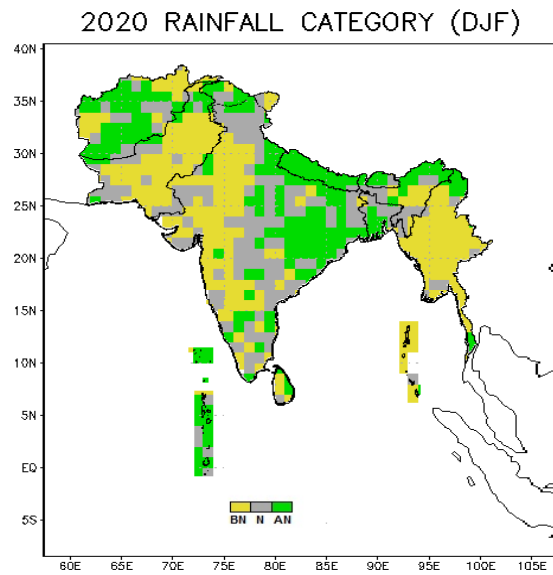 2020 RAINFALL CATEGORY (DJF)
40N
35N
30N
25N
20N
15N
10N
5N
EQ
5S
BN N AN
60E 65E 70E 75E 80E 85E 90E 95E 100E 105E